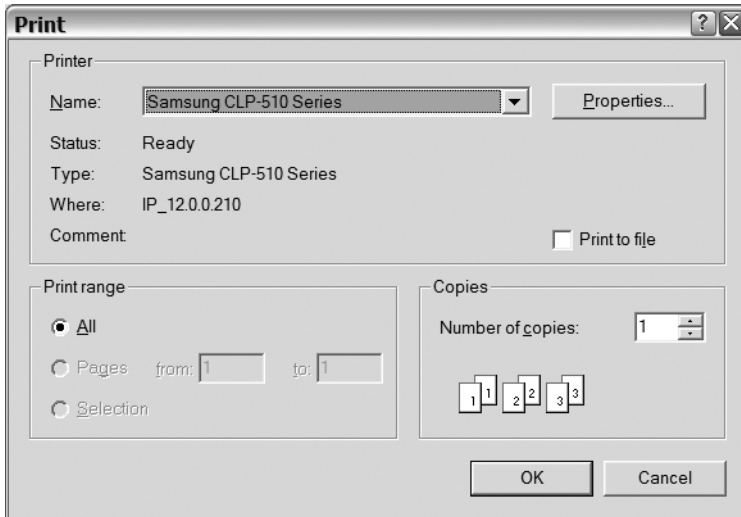 Print
Printer
Name: Samsung CLP-510 Series Properties...
Status: Ready
Type: Samsung CLP-510 Series
Where: IP_12.0.0.210
Comment:
Print to file
Print range
All
Pages from: 1 to: 1
Selection
Copies
Number of copies: 1
1 1 2 2 3 3
OK Cancel